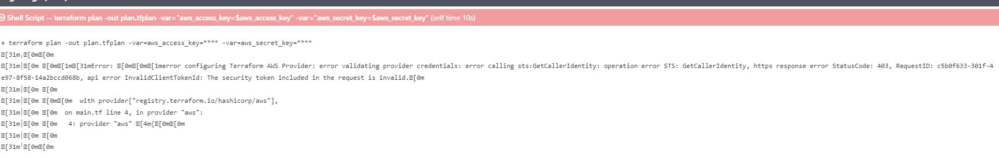 Shell Script -- terraform plan -out plan.tfplan -var="aws_access_key=$aws_access_key" -var="aws_secret_key=$aws_secret_key" (self time 10s)
+ terraform plan -out plan.tfplan -var=aws_access_key=**** -var=aws_secret_key=****
[31m╷[0m[0m
[31m│[0m [0m[1m[31mError: [0m[0m[1merror configuring Terraform AWS Provider: error validating provider credentials: error calling sts:GetCallerIdentity: operation error STS: GetCallerIdentity, https response error StatusCode: 403, RequestID: c5b0f633-301f-4
e97-8f58-14a2bccd068b, api error InvalidClientTokenId: The security token included in the request is invalid.[0m
[31m│[0m [0m
[31m│[0m [0m[0m  with provider["registry.terraform.io/hashicorp/aws"],
[31m│[0m [0m  on main.tf line 4, in provider "aws":
[31m│[0m [0m   4: provider "aws" [4m{[0m[0m
[31m│[0m [0m
[31m╵[0m[0m